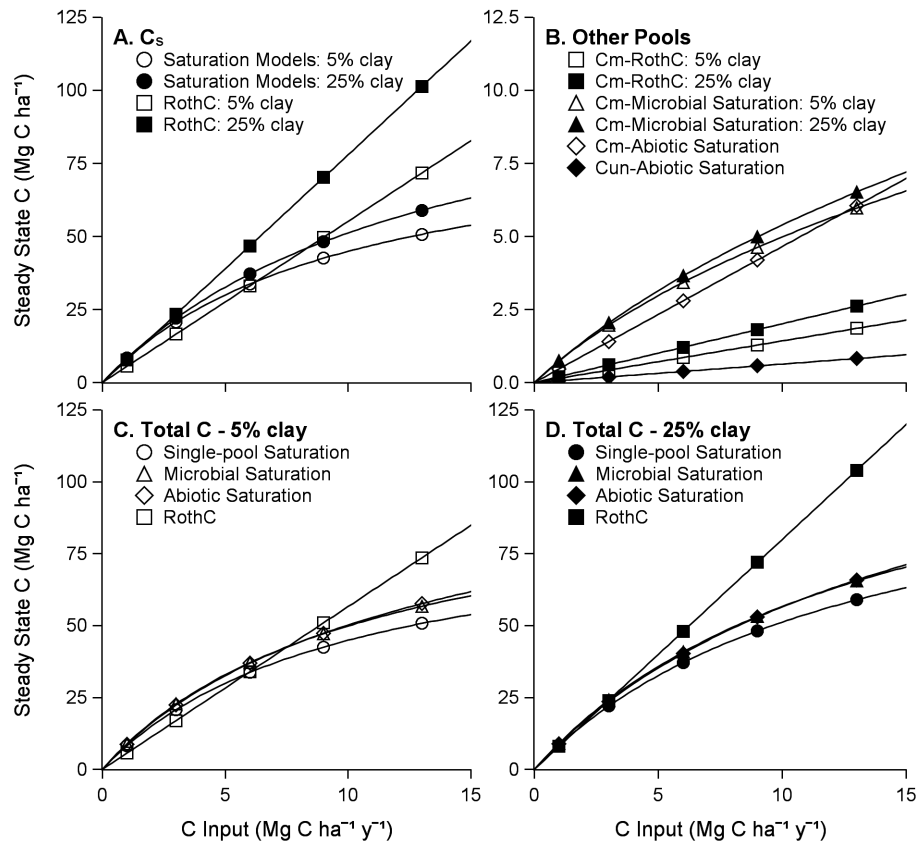 A. Cs
Saturation Models: 5% clay
Saturation Models: 25% clay
RothC: 5% clay
RothC: 25% clay
125
100
75
50
25
0
Steady State C (Mg C ha⁻¹)
B. Other Pools
Cm-RothC: 5% clay
Cm-RothC: 25% clay
Cm-Microbial Saturation: 5% clay
Cm-Microbial Saturation: 25% clay
Cm-Abiotic Saturation
Cun-Abiotic Saturation
12.5
10.0
7.5
5.0
2.5
0.0
C. Total C - 5% clay
Single-pool Saturation
Microbial Saturation
Abiotic Saturation
RothC
125
100
75
50
25
0
Steady State C (Mg C ha⁻¹)
0 5 10 15
C Input (Mg C ha⁻¹ y⁻¹)
D. Total C - 25% clay
Single-pool Saturation
Microbial Saturation
Abiotic Saturation
RothC
125
100
75
50
25
0
0 5 10 15
C Input (Mg C ha⁻¹ y⁻¹)